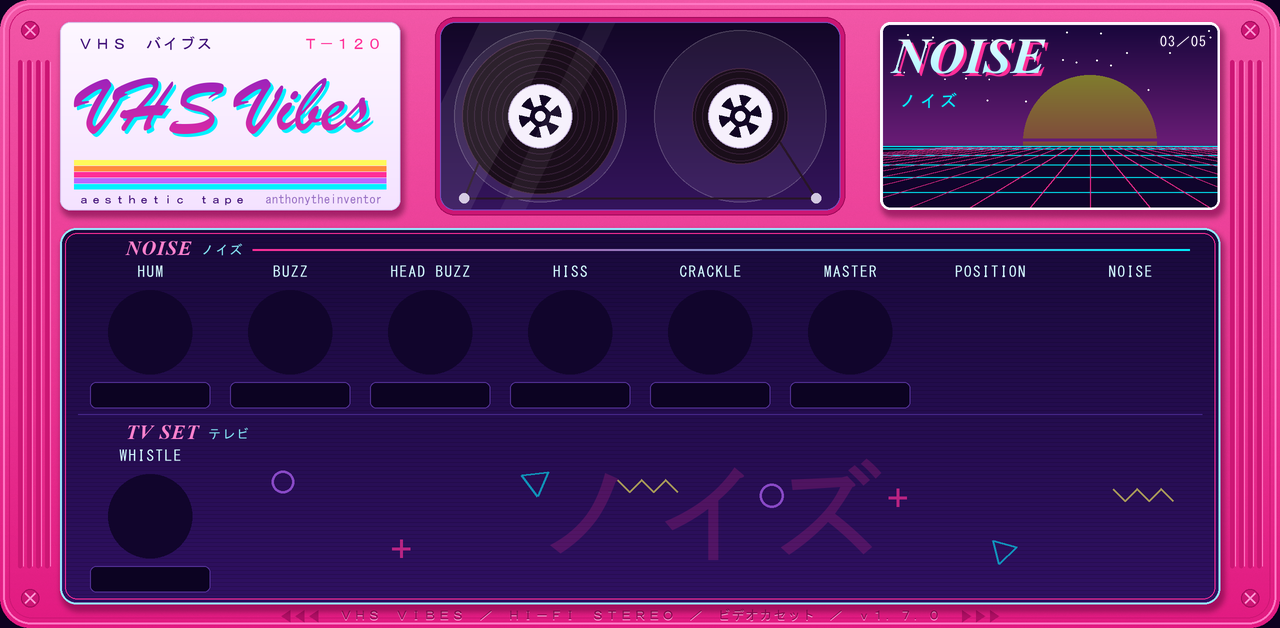 VHS バイブス
T-120
VHS Vibes
aesthetic tape
anthonytheinventor
NOISE
03/05
ノイズ
NOISE ノイズ
HUM BUZZ HEAD BUZZ HISS CRACKLE MASTER POSITION NOISE
TV SET テレビ
WHISTLE
ノイズ
VHS VIBES / HI-FI STEREO / ビデオカセット / v1.7.0